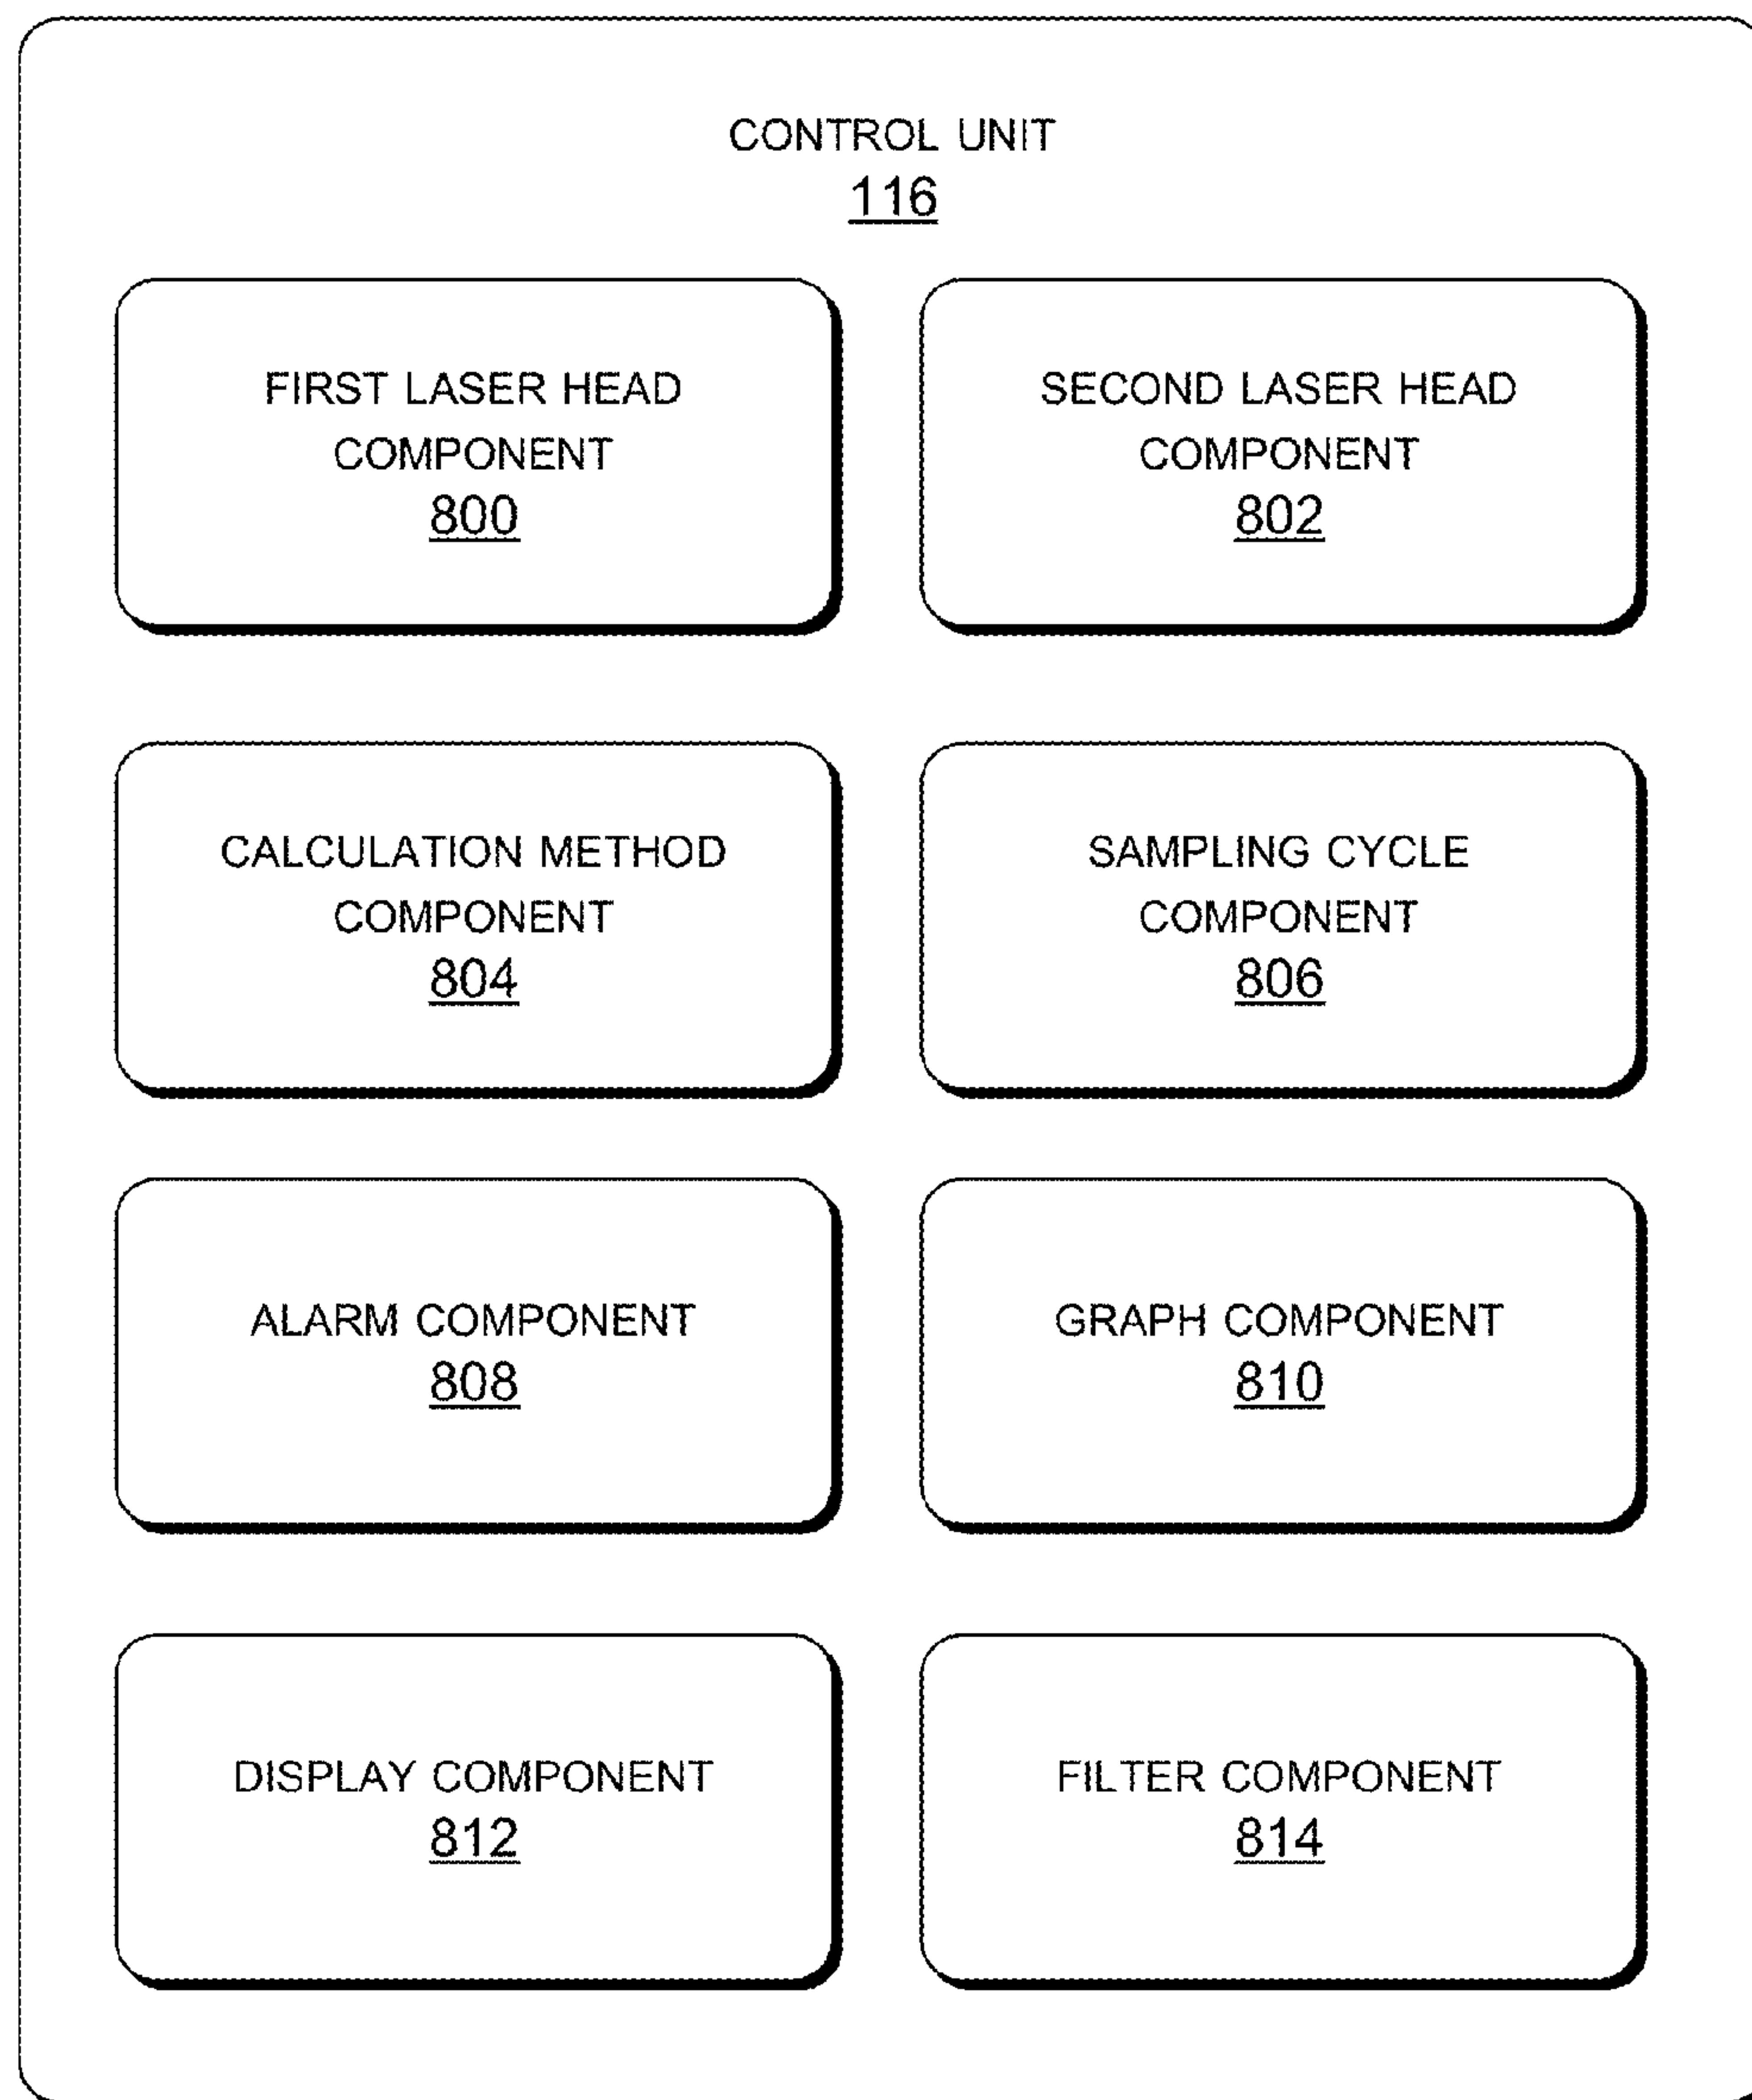 CONTROL UNIT
116
FIRST LASER HEAD
COMPONENT
800
SECOND LASER HEAD
COMPONENT
802
CALCULATION METHOD
COMPONENT
804
SAMPLING CYCLE
COMPONENT
806
ALARM COMPONENT
808
GRAPH COMPONENT
810
DISPLAY COMPONENT
812
FILTER COMPONENT
814